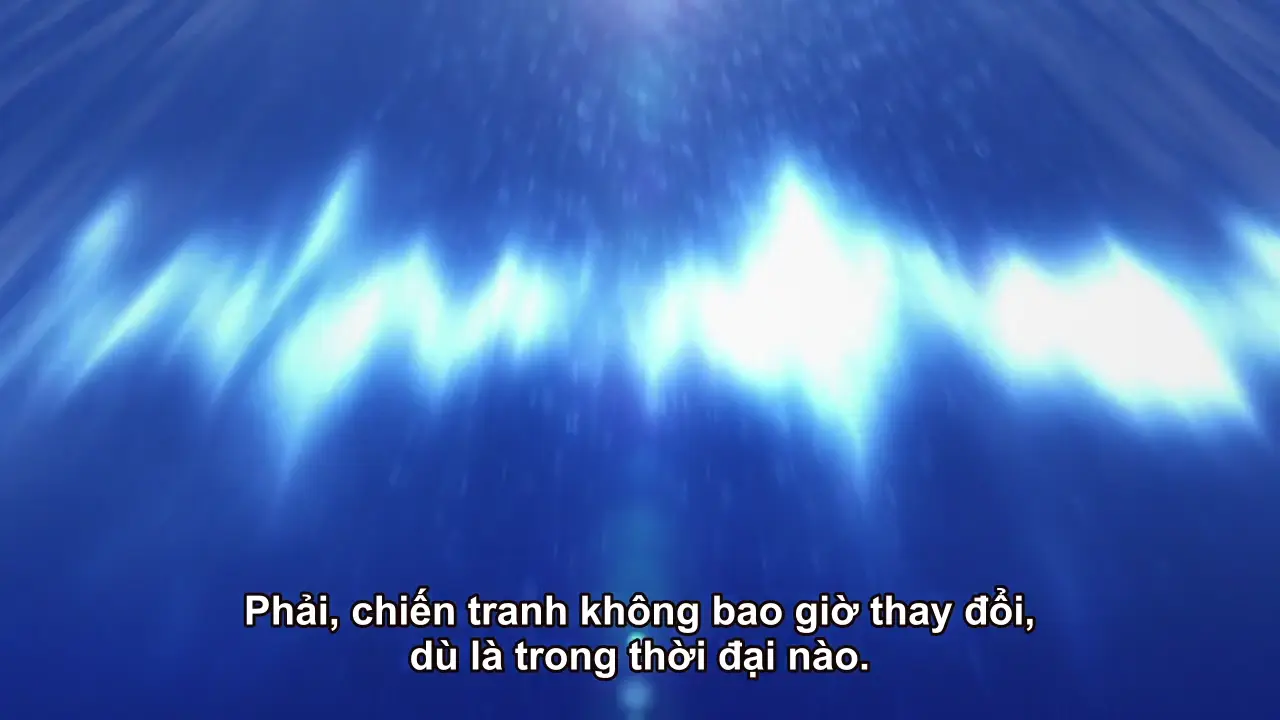 Phải, chiến tranh không bao giờ thay đổi,
dù là trong thời đại nào.